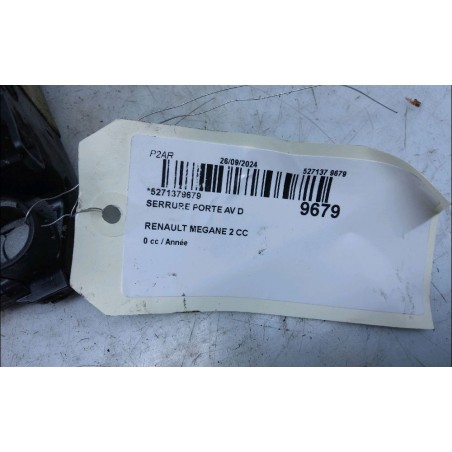 P2AR 26/09/2024 527137 9679
*5271379679
SERRURE PORTE AV D 9679
RENAULT MEGANE 2 CC
0 cc / Année